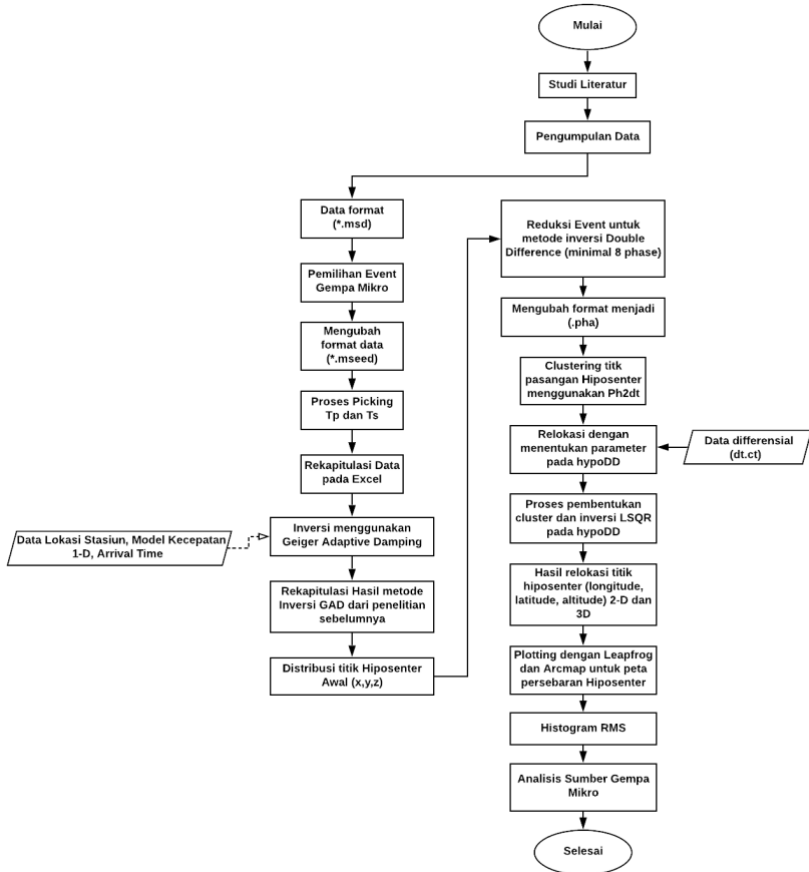 Mulai
Studi Literatur
Pengumpulan Data
Data format
(*.msd)
Pemilihan Event
Gempa Mikro
Mengubah
format data
(*.mseed)
Proses Picking
Tp dan Ts
Rekapitulasi Data
pada Excel
Data Lokasi Stasiun, Model Kecepatan
1-D, Arrival Time
Inversi menggunakan
Geiger Adaptive Damping
Rekapitulasi Hasil metode
Inversi GAD dari penelitian
sebelumnya
Distribusi titik Hiposenter
Awal (x,y,z)
Reduksi Event untuk
metode inversi Double
Difference (minimal 8 phase)
Mengubah format menjadi
(.pha)
Clustering titk
pasangan Hiposenter
menggunakan Ph2dt
Relokasi dengan
menentukan parameter
pada hypoDD
Data differensial
(dt.ct)
Proses pembentukan
cluster dan inversi LSQR
pada hypoDD
Hasil relokasi titik
hiposenter (longitude,
latitude, altitude) 2-D dan
3D
Plotting dengan Leapfrog
dan Arcmap untuk peta
persebaran Hiposenter
Histogram RMS
Analisis Sumber Gempa
Mikro
Selesai